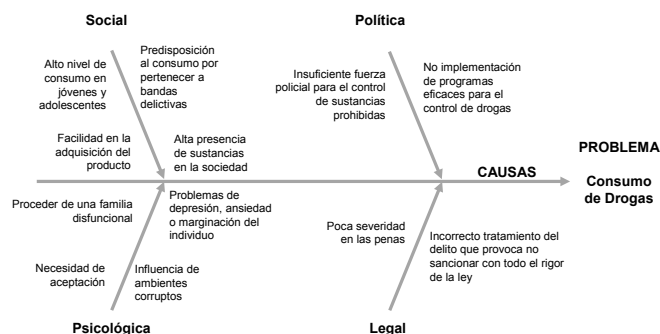 Social
Política
Alto nivel de
consumo en
jóvenes y
adolescentes
Predisposición
al consumo por
pertenecer a
bandas
delictivas
Insuficiente fuerza
policial para el control
de sustancias
prohibidas
No implementación
de programas
eficaces para el
control de drogas
Facilidad en la
adquisición del
producto
Alta presencia
de sustancias
en la sociedad
PROBLEMA
CAUSAS
Consumo
de Drogas
Proceder de una familia
disfuncional
Problemas de
depresión, ansiedad
o marginación del
individuo
Poca severidad
en las penas
Incorrecto tratamiento del
delito que provoca no
sancionar con todo el rigor
de la ley
Necesidad de
aceptación
Influencia de
ambientes
corruptos
Psicológica
Legal